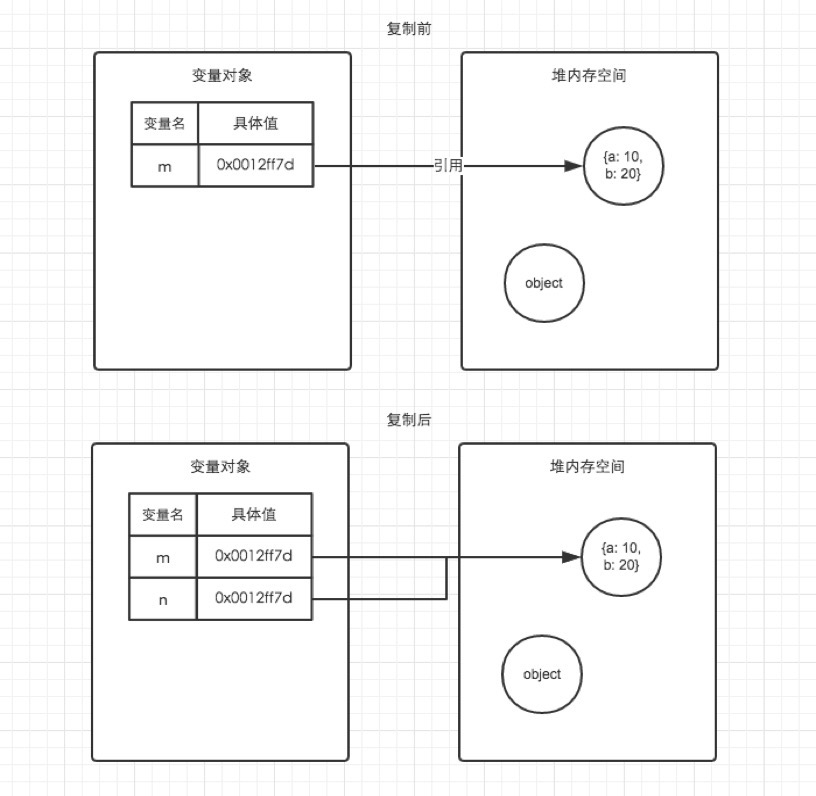 复制前
变量对象
堆内存空间
变量名 具体值
m 0x0012ff7d
引用
{a: 10,
b: 20}
object
复制后
变量对象
堆内存空间
变量名 具体值
m 0x0012ff7d
n 0x0012ff7d
{a: 10,
b: 20}
object